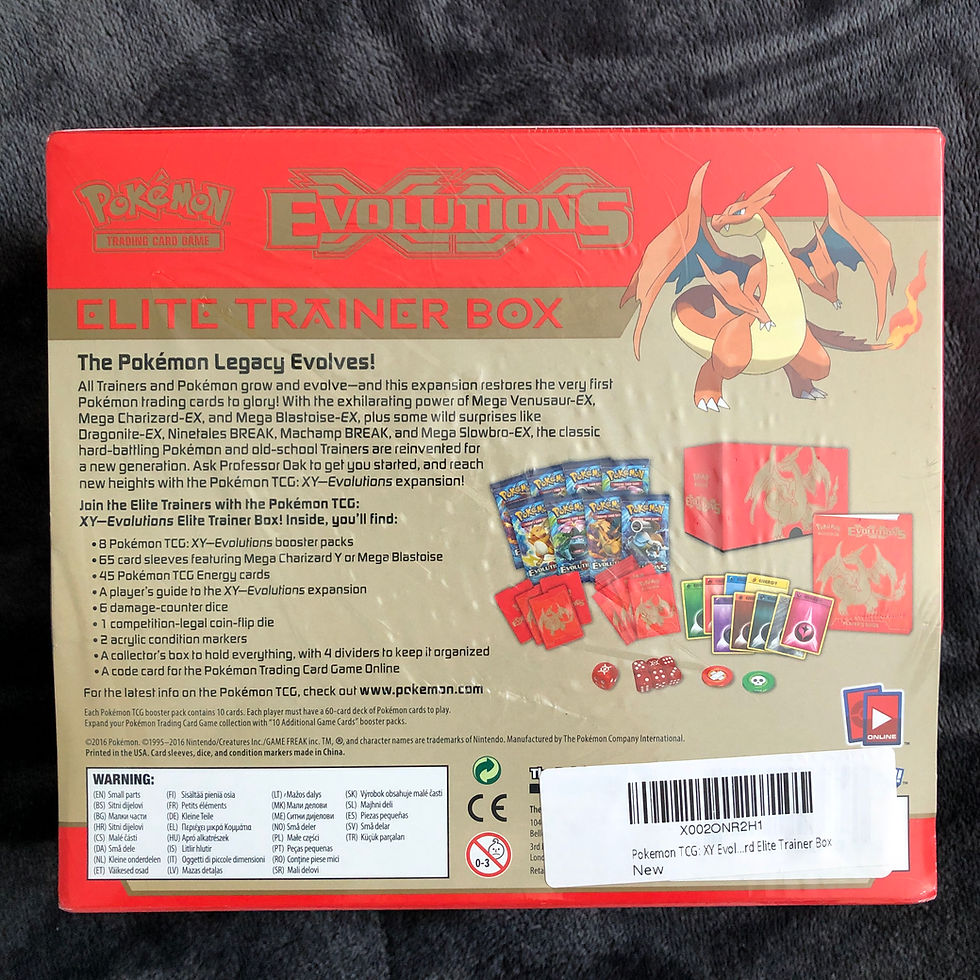 POKéMON
TRADING CARD GAME
XY
EVOLUTIONS
ELITE TRAINER BOX
The Pokémon Legacy Evolves!
All Trainers and Pokémon grow and evolve—and this expansion restores the very first
Pokémon trading cards to glory! With the exhilarating power of Mega Venusaur-EX,
Mega Charizard-EX, and Mega Blastoise-EX, plus some wild surprises like
Dragonite-EX, Ninetales BREAK, Machamp BREAK, and Mega Slowbro-EX, the classic
hard-battling Pokémon and old-school Trainers are reinvented for
a new generation. Ask Professor Oak to get you started, and reach
new heights with the Pokémon TCG: XY—Evolutions expansion!
Join the Elite Trainers with the Pokémon TCG:
XY—Evolutions Elite Trainer Box! Inside, you'll find:
• 8 Pokémon TCG: XY—Evolutions booster packs
• 65 card sleeves featuring Mega Charizard Y or Mega Blastoise
• 45 Pokémon TCG Energy cards
• A player's guide to the XY—Evolutions expansion
• 6 damage-counter dice
• 1 competition-legal coin-flip die
• 2 acrylic condition markers
• A collector's box to hold everything, with 4 dividers to keep it organized
• A code card for the Pokémon Trading Card Game Online
For the latest info on the Pokémon TCG, check out www.pokemon.com
Each Pokémon TCG booster pack contains 10 cards. Each player must have a 60-card deck of Pokémon cards to play.
Expand your Pokémon Trading Card Game collection with "10 Additional Game Cards" booster packs.
©2016 Pokémon. ©1995–2016 Nintendo/Creatures Inc./GAME FREAK inc. TM, ®, and character names are trademarks of Nintendo. Manufactured by The Pokémon Company International.
Printed in the USA. Card sleeves, dice, and condition markers made in China.
ONLINE
WARNING:
(EN) Small parts
(BG) Малки части
(BS) Sitni dijelovi
(HR) Sitni dijelovi
(CS) Malé části
(DA) Små dele
(NL) Kleine onderdelen
(ET) Väikesed osad
(FI) Sisältää pieniä osia
(FR) Petits éléments
(DE) Kleine Teile
(EL) Περιέχει μικρά Κομμάτια
(HU) Apró alkatrészek
(IS) Litlir hlutir
(IT) Oggetti di piccole dimensioni
(LV) Mazas detaļas
(LT) Mažos dalys
(MK) Мали делови
(ME) Ситни дијелови
(NO) Små deler
(PL) Małe części
(PT) Peças pequenas
(RO) Conține piese mici
(SR) Mali delovi
(SK) Výrobok obsahuje malé časti
(SL) Majhni deli
(ES) Piezas pequeñas
(SV) Små delar
(TR) Küçük parçaları
CE
0-3
X002ONR2H1
Pokemon TCG: XY Evol...rd Elite Trainer Box
New